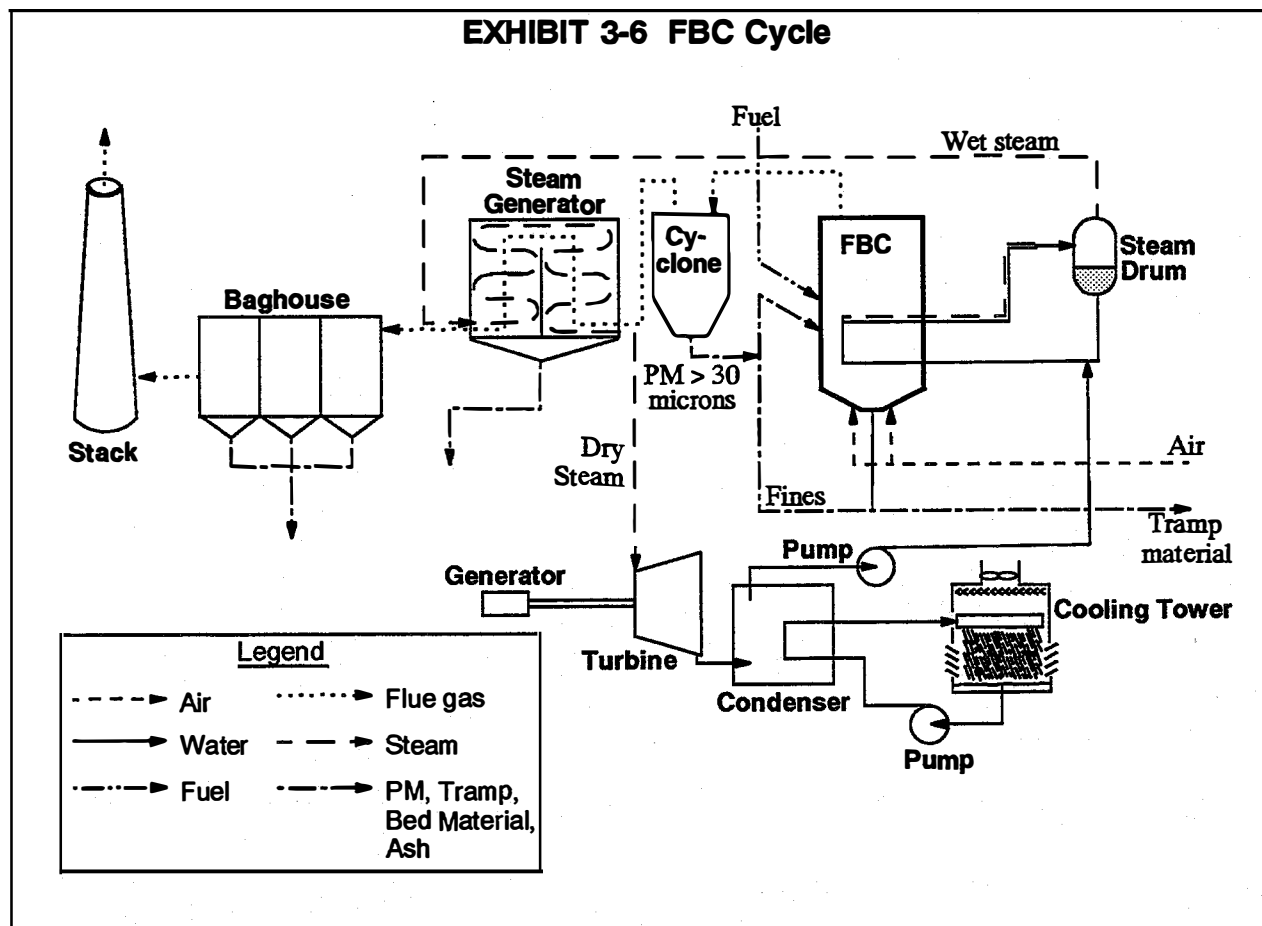 EXHIBIT 3-6 FBC Cycle
Fuel
Wet steam
Steam
Generator
Cy-
clone
FBC
Steam
Drum
Baghouse
PM > 30
microns
Stack
Dry
Steam
Air
Fines
Tramp
material
Pump
Generator
Cooling Tower
Turbine
Condenser
Pump
Legend
Air
Flue gas
Water
Steam
Fuel
PM, Tramp,
Bed Material,
Ash